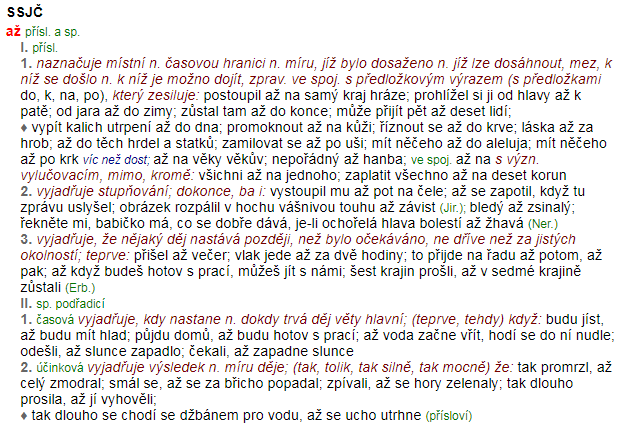 SSJČ
až přísl. a sp.
I. přísl.
1. naznačuje místní n. časovou hranici n. míru, jíž bylo dosaženo n. jíž lze dosáhnout, mez, k
níž se došlo n. k níž je možno dojít, zprav. ve spoj. s předložkovým výrazem (s předložkami
do, k, na, po), který zesiluje: postoupil až na samý kraj hráze; prohlížel si ji od hlavy až k
patě; od jara až do zimy; zůstal tam až do konce; může přijít pět až deset lidí;
♦ vypít kalich utrpení až do dna; promoknout až na kůži; říznout se až do krve; láska až za
hrob; až do těch hrdel a statků; zamilovat se až po uši; mít něčeho až do aleluja; mít něčeho
až po krk víc než dost; až na věky věkův; nepořádný až hanba; ve spoj. až na s význ.
vylučovacím, mimo, kromě: všichni až na jednoho; zaplatit všechno až na deset korun
2. vyjadřuje stupňování; dokonce, ba i: vystoupil mu až pot na čele; až se zapotil, když tu
zprávu uslyšel; obrázek rozpálil v hochu vášnivou touhu až závist (Jir.); bledý až zsinalý;
řekněte mi, babičko má, co se dobře dává, je-li ochořelá hlava bolestí až žhavá (Ner.)
3. vyjadřuje, že nějaký děj nastává později, než bylo očekáváno, ne dříve než za jistých
okolností; teprve: přišel až večer; vlak jede až za dvě hodiny; to přijde na řadu až potom, až
pak; až když budeš hotov s prací, můžeš jít s námi; šest krajin prošli, až v sedmé krajině
zůstali (Erb.)
II. sp. podřadicí
1. časová vyjadřuje, kdy nastane n. dokdy trvá děj věty hlavní; (teprve, tehdy) když: budu jíst,
až budu mít hlad; půjdu domů, až budu hotov s prací; až voda začne vřít, hodí se do ní nudle;
odešli, až slunce zapadlo; čekali, až zapadne slunce
2. účinková vyjadřuje výsledek n. míru děje; (tak, tolik, tak silně, tak mocně) že: tak promrzl, až
celý zmodral; smál se, až se za břicho popadal; zpívali, až se hory zelenaly; tak dlouho
prosila, až jí vyhověli;
♦ tak dlouho se chodí se džbánem pro vodu, až se ucho utrhne (přísloví)